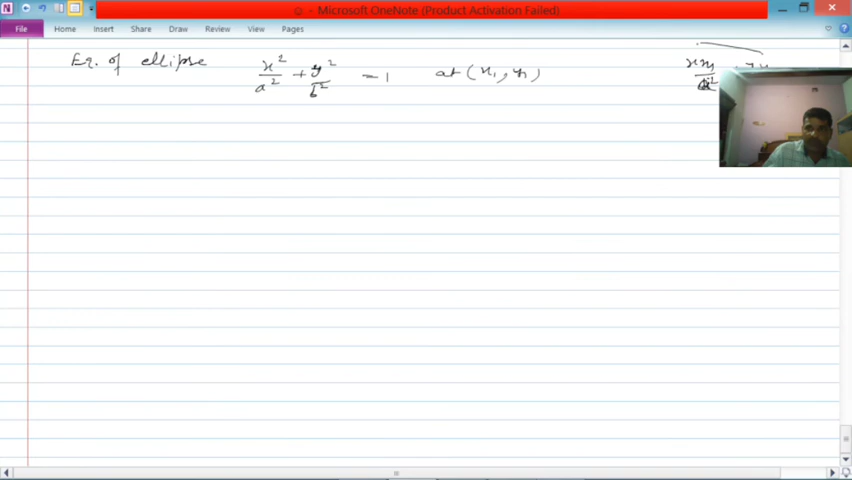 Microsoft OneNote (Product Activation Failed)
File Home Insert Share Draw Review View Pages
Eq. of ellipse x²/a² + y²/b² = 1 at (x₁, y₁)